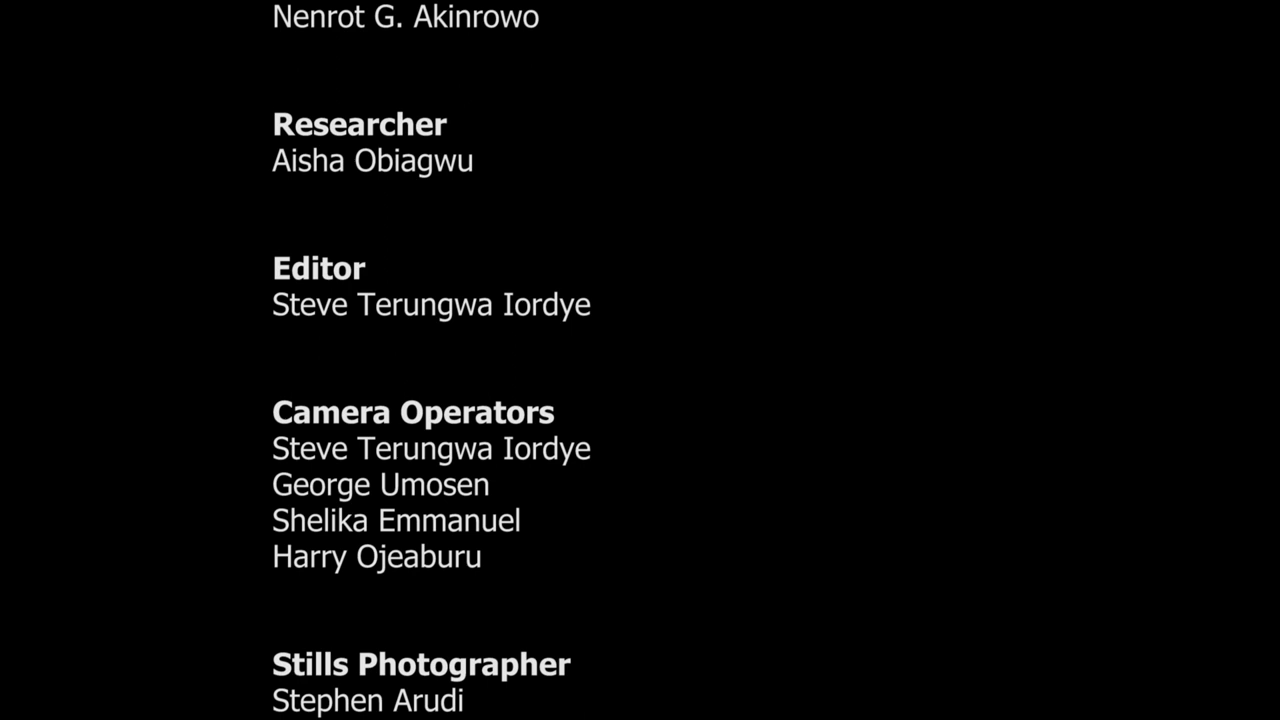 Nenrot G. Akinrowo
Researcher
Aisha Obiagwu
Editor
Steve Terungwa Iordye
Camera Operators
Steve Terungwa Iordye
George Umosen
Shelika Emmanuel
Harry Ojeaburu
Stills Photographer
Stephen Arudi